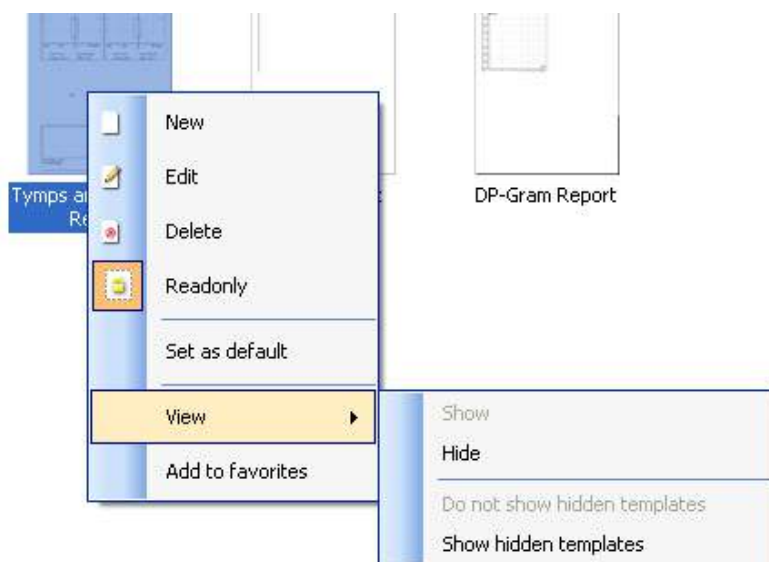 Tymps a
Re
DP-Gram Report
New
Edit
Delete
Readonly
Set as default
View
Add to favorites
Show
Hide
Do not show hidden templates
Show hidden templates